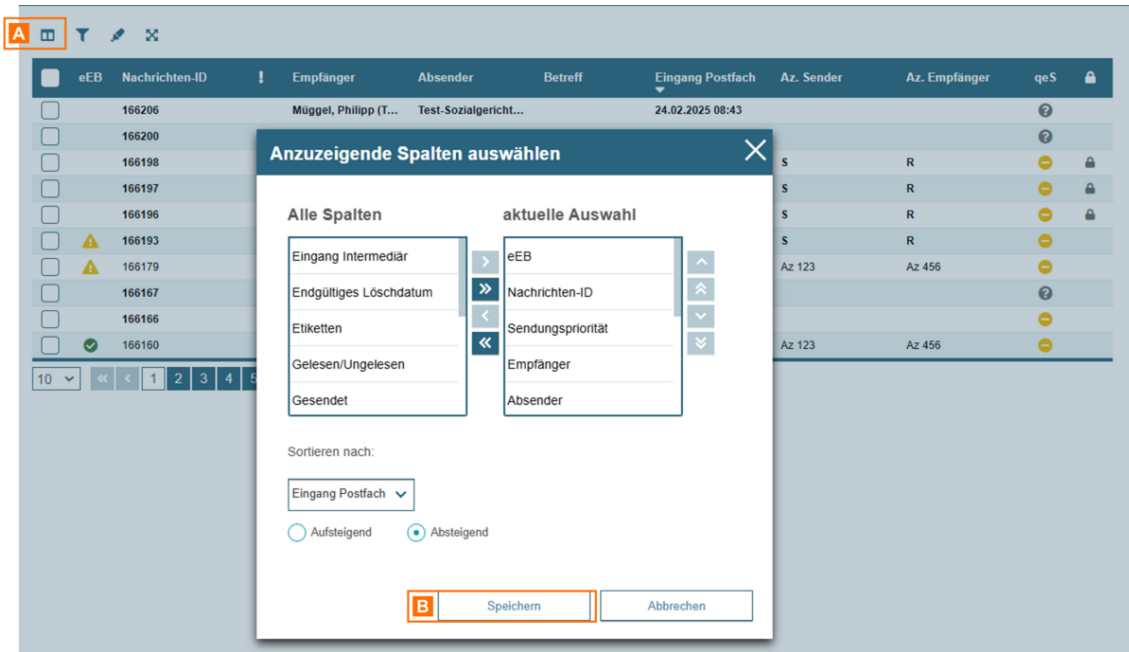 A
eEB Nachrichten-ID ! Empfänger Absender Betreff Eingang Postfach Az. Sender Az. Empfänger qeS
166206 Müggel, Philipp (T... Test-Sozialgericht... 24.02.2025 08:43
166200
166198 S R
166197 S R
166196 S R
166193 S R
166179 Az 123 Az 456
166167
166166
166160 Az 123 Az 456
10 « < 1 2 3 4 5
Anzuzeigende Spalten auswählen
Alle Spalten
Eingang Intermediär
Endgültiges Löschdatum
Etiketten
Gelesen/Ungelesen
Gesendet
aktuelle Auswahl
eEB
Nachrichten-ID
Sendungspriorität
Empfänger
Absender
Sortieren nach:
Eingang Postfach
Aufsteigend Absteigend
B Speichern Abbrechen